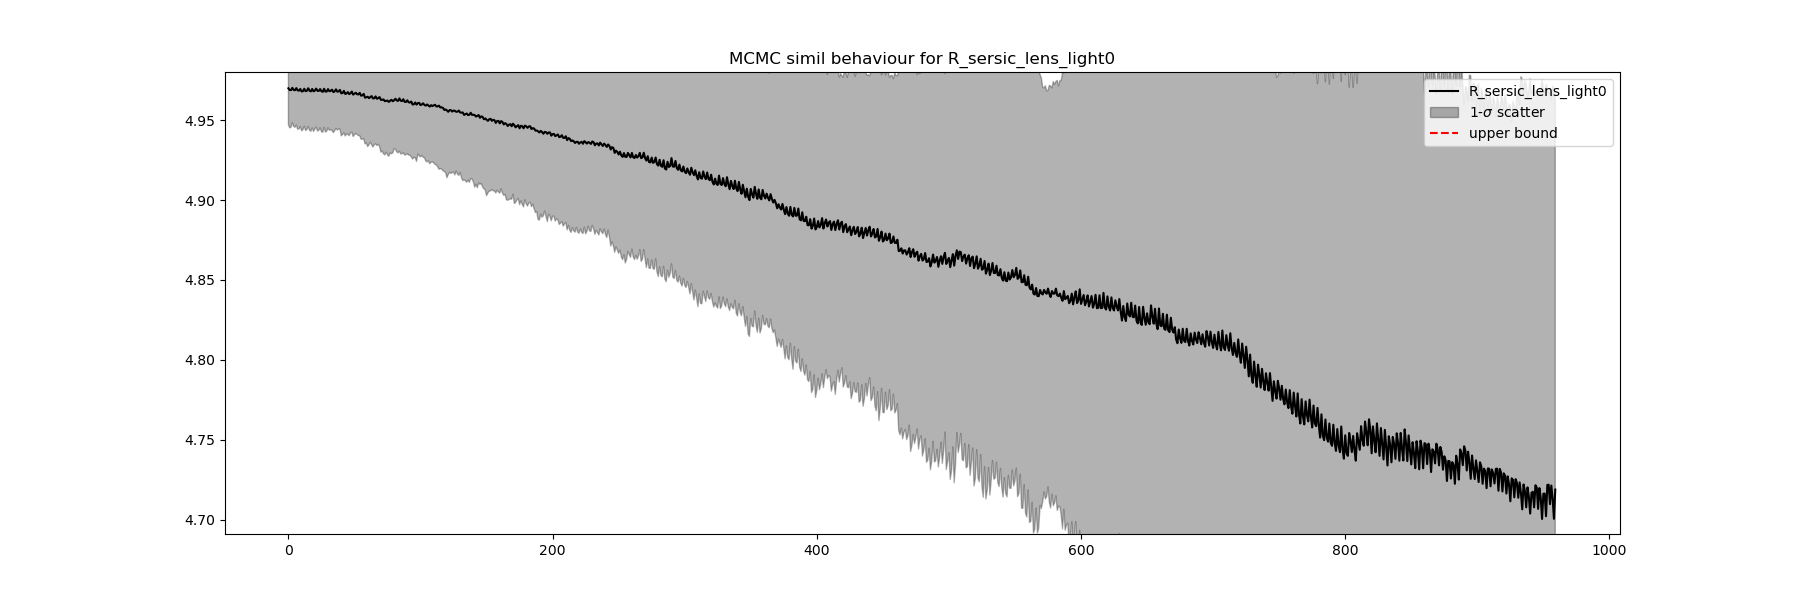 MCMC simil behaviour for R_sersic_lens_light0
R_sersic_lens_light0
1-σ scatter
upper bound
4.95
4.90
4.85
4.80
4.75
4.70
0 200 400 600 800 1000